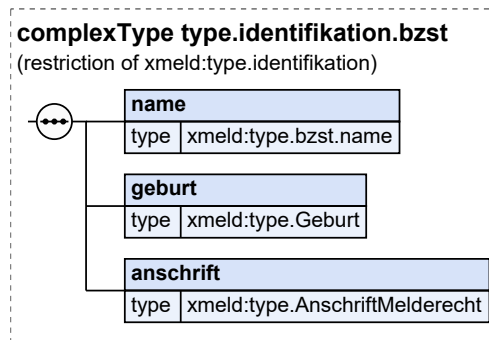 complexType type.identifikation.bzst
(restriction of xmeld:type.identifikation)
name
type xmeld:type.bzst.name
geburt
type xmeld:type.Geburt
anschrift
type xmeld:type.AnschriftMelderecht